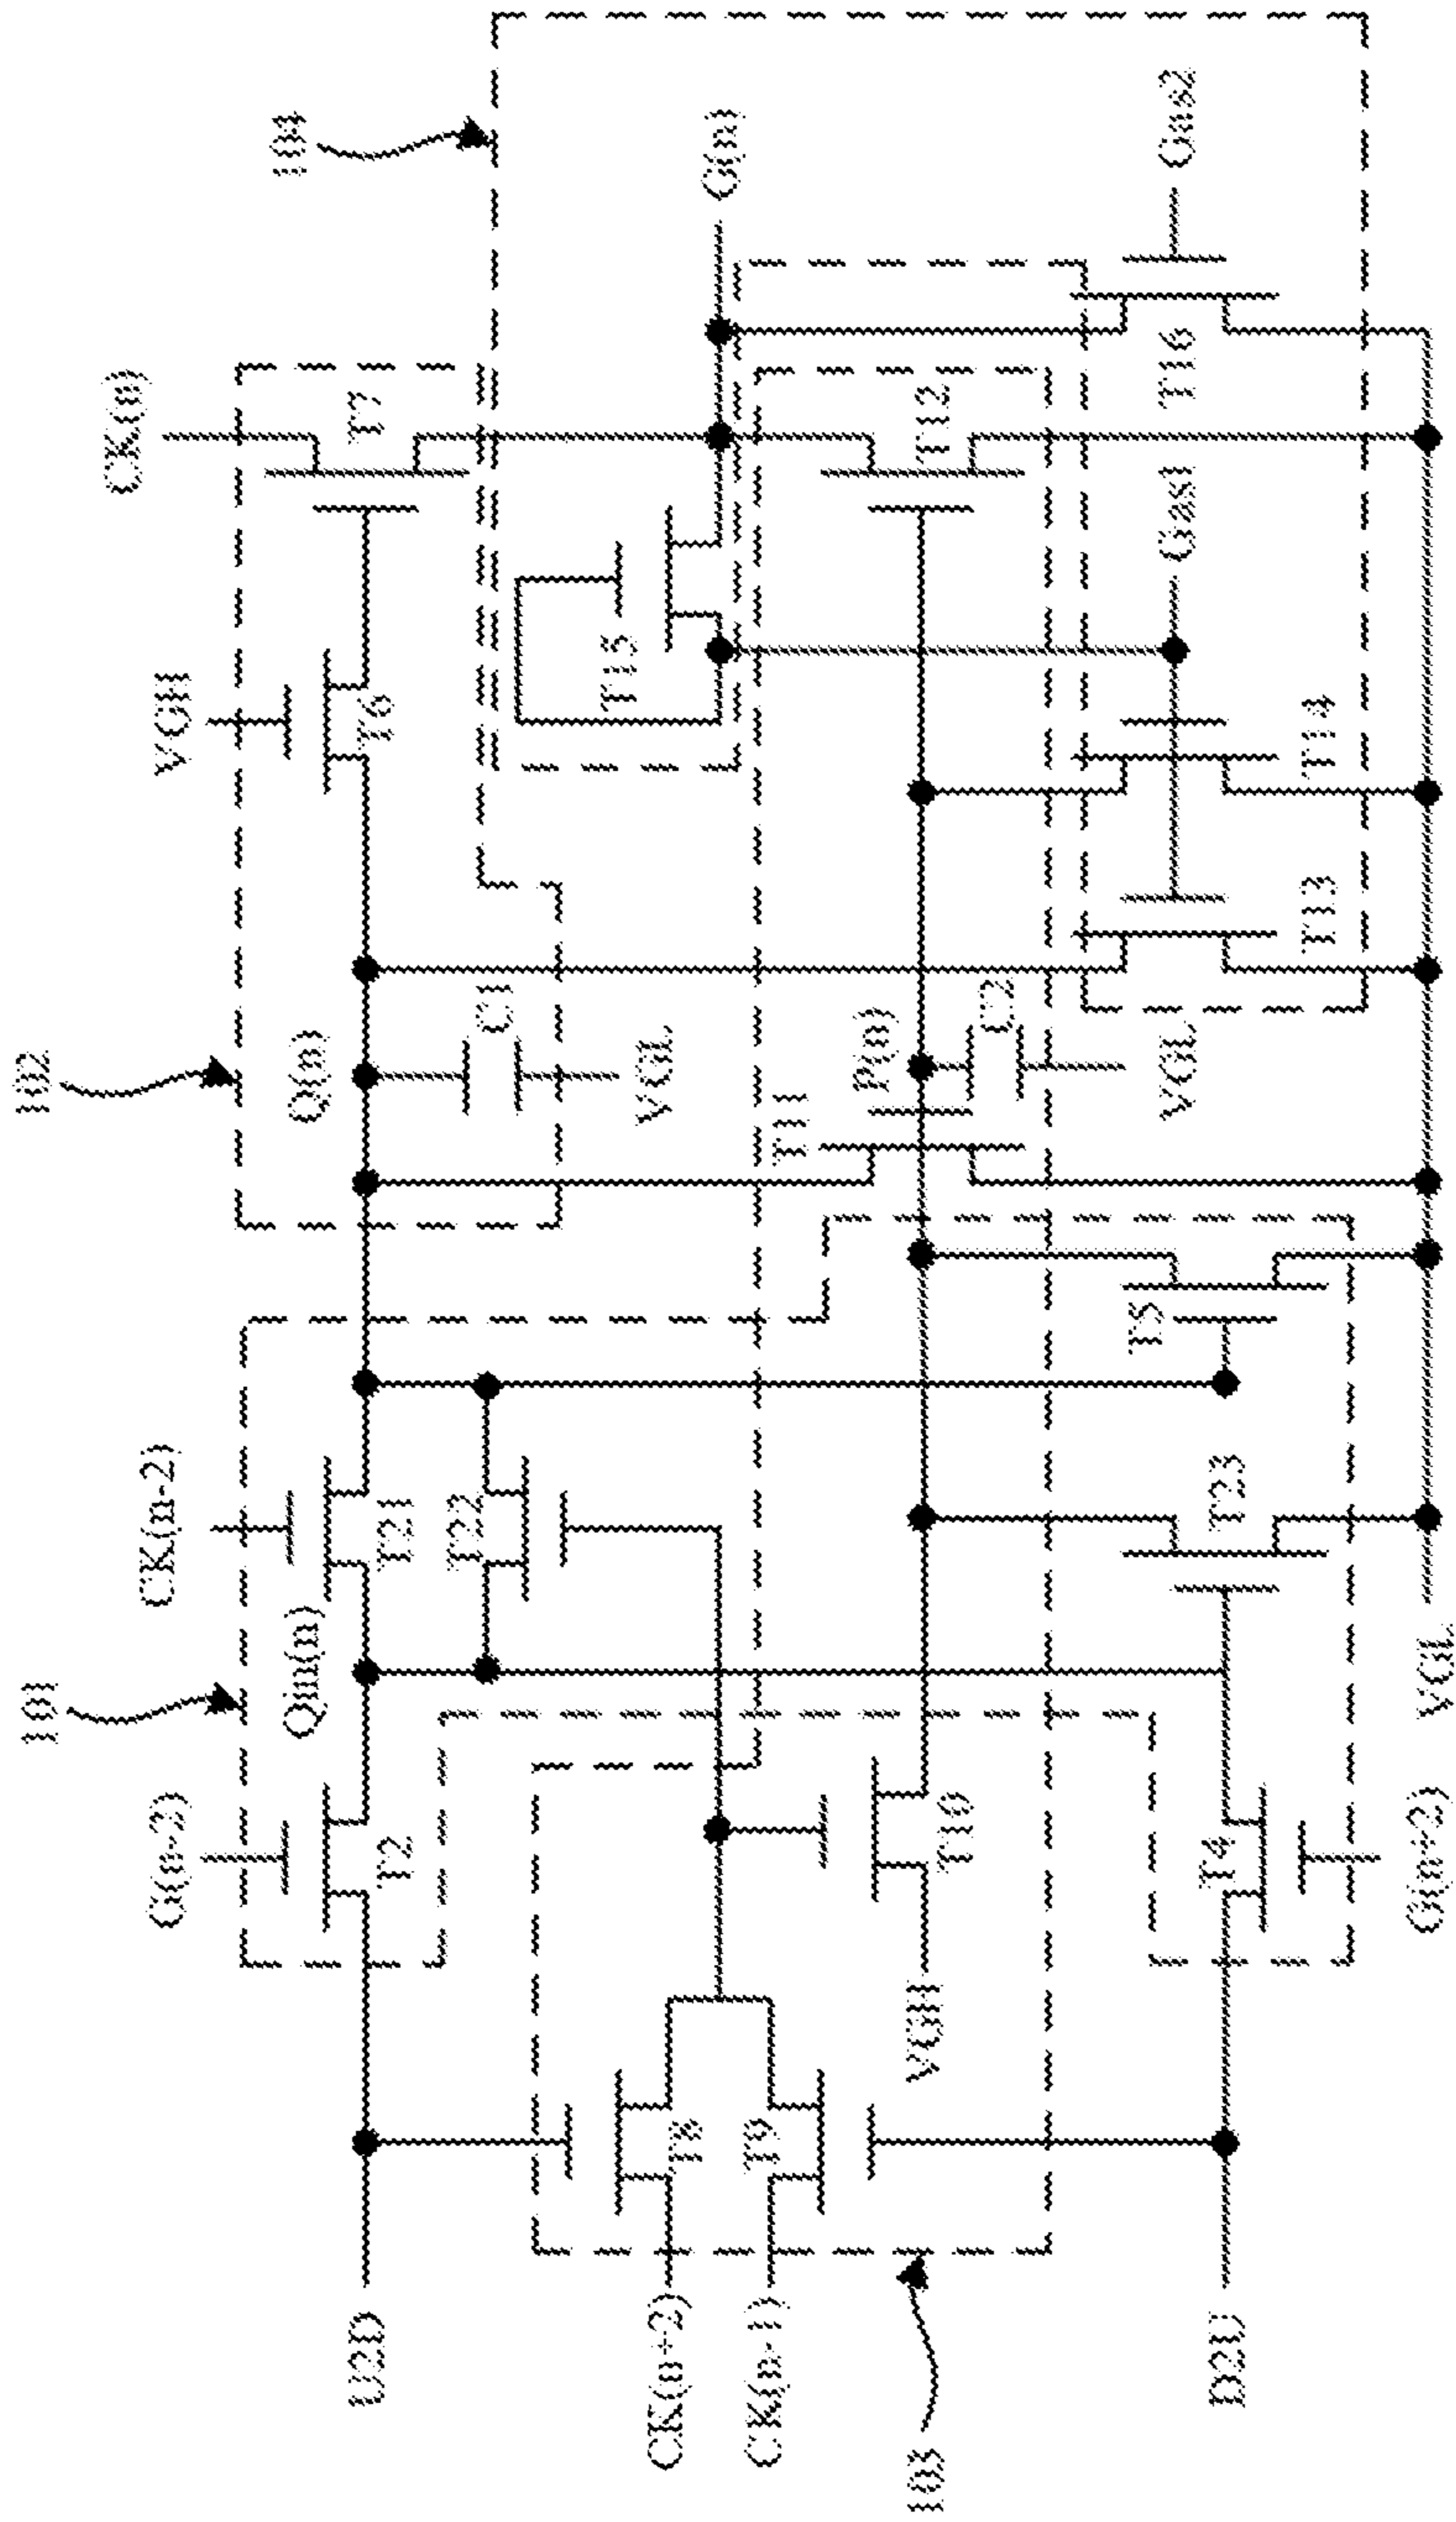 101
102
104
G(n-2)
CK(n-2)
VGH
CK(n)
Qin(n)
Q(n)
T2
T21
T6
T7
U2D
T22
C1
VGL
T15
G(n)
CK(n+2)
T8
CK(n-1)
T9
T11
P(n)
C2
VGL
T12
VGH
T10
103
T5
T23
T4
D2U
Gas1
T16
Gas2
T13
T14
G(n+2)
VGL